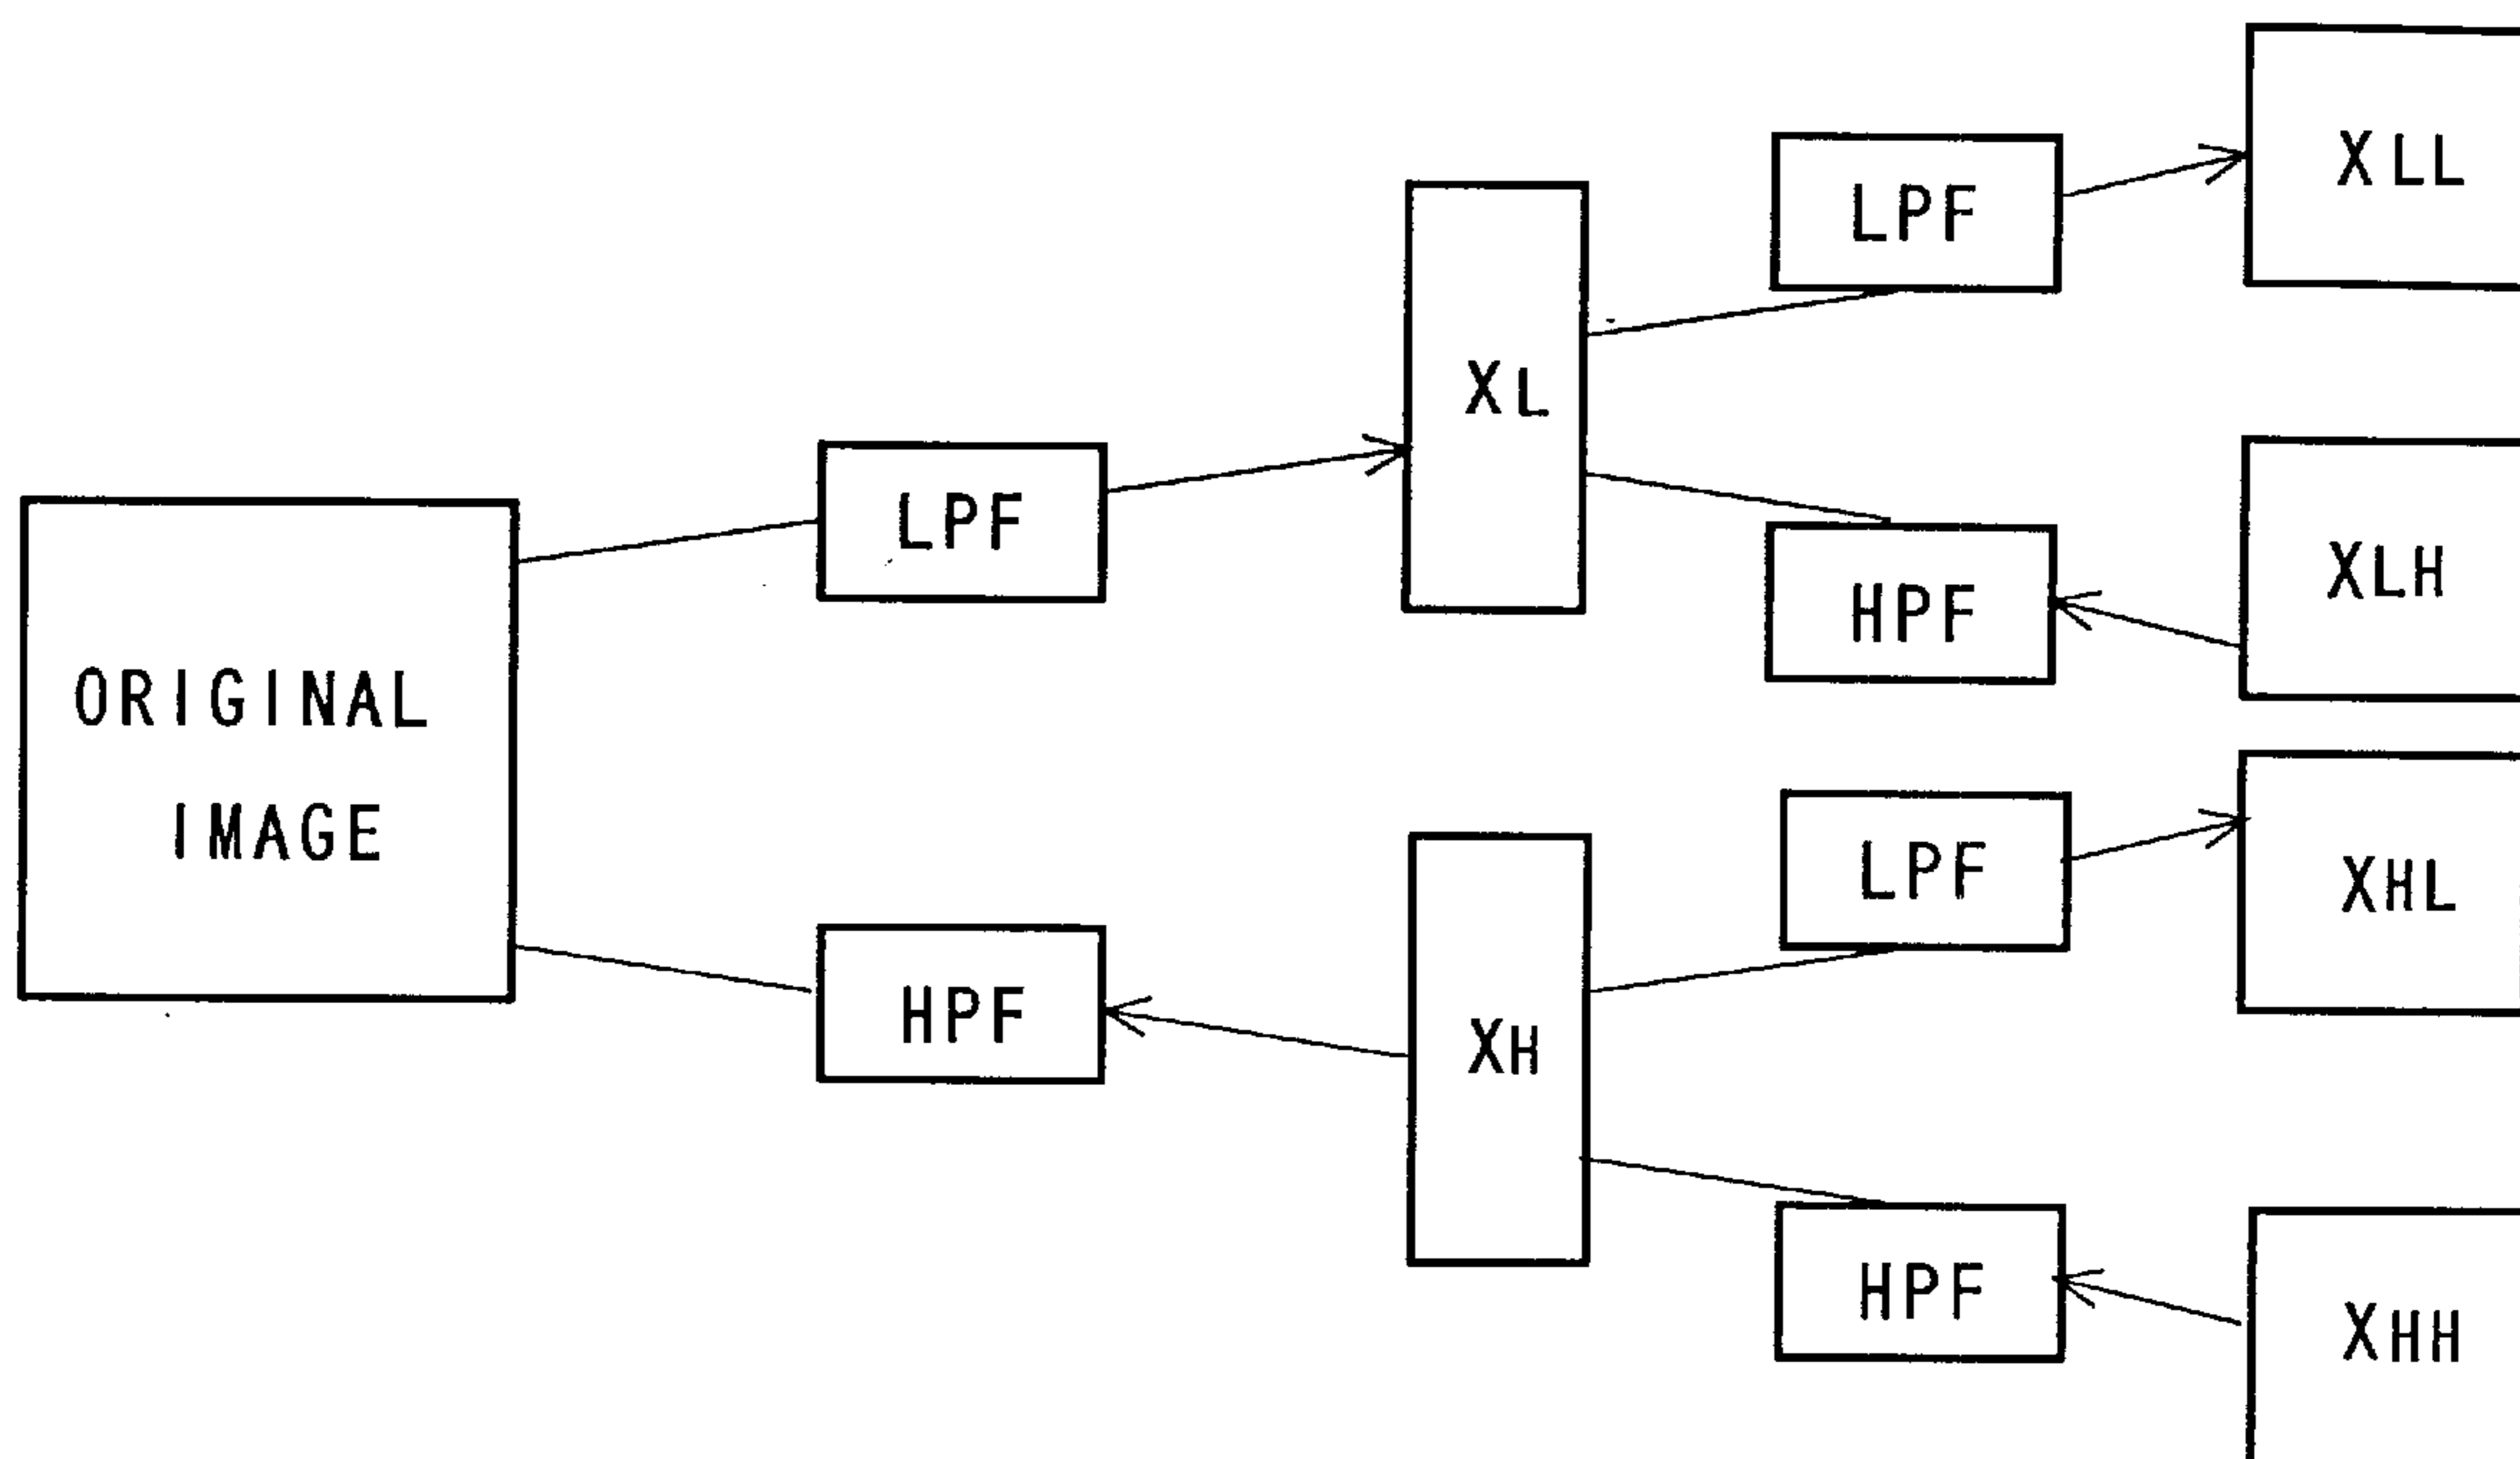 XLL
LPF
XL
LPF
XLH
HPF
ORIGINAL
IMAGE
LPF
XHL
HPF
XH
HPF
XHH